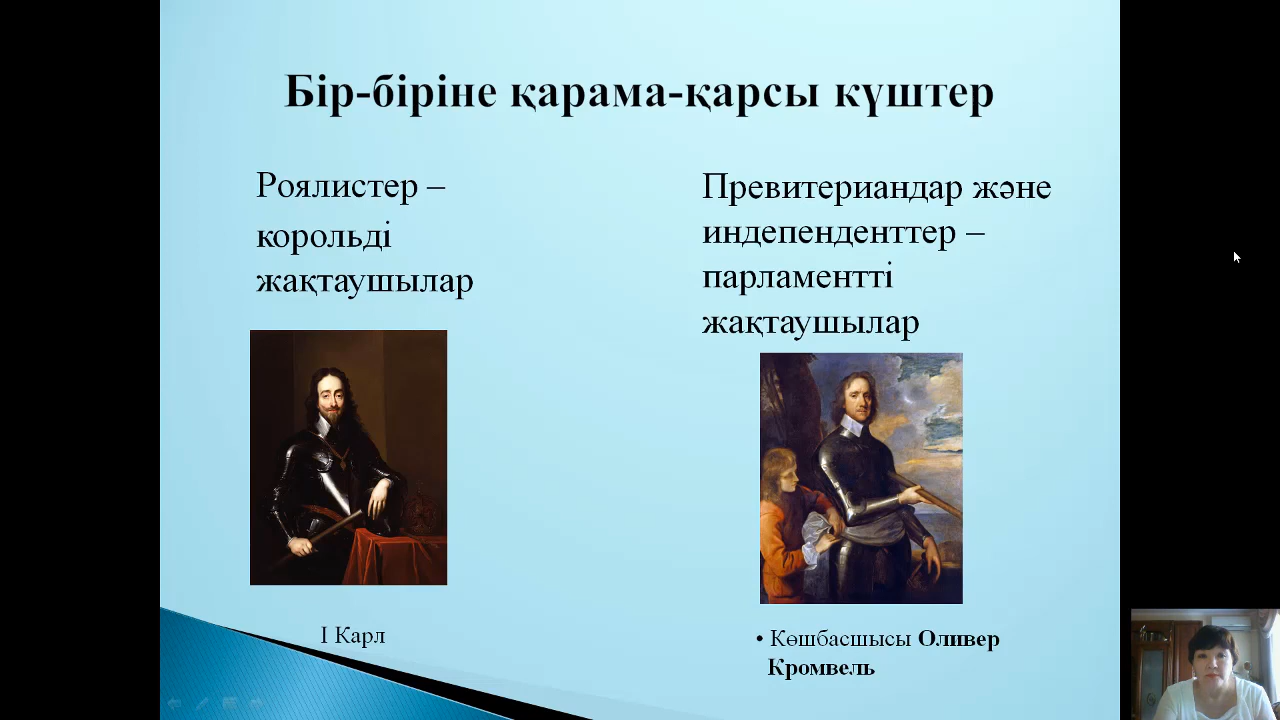 Бір-біріне қарама-қарсы күштер
Роялистер –
корольді
жақтаушылар
Превитериандар және
индепенденттер –
парламентті
жақтаушылар
І Карл
• Көшбасшысы Оливер
Кромвель